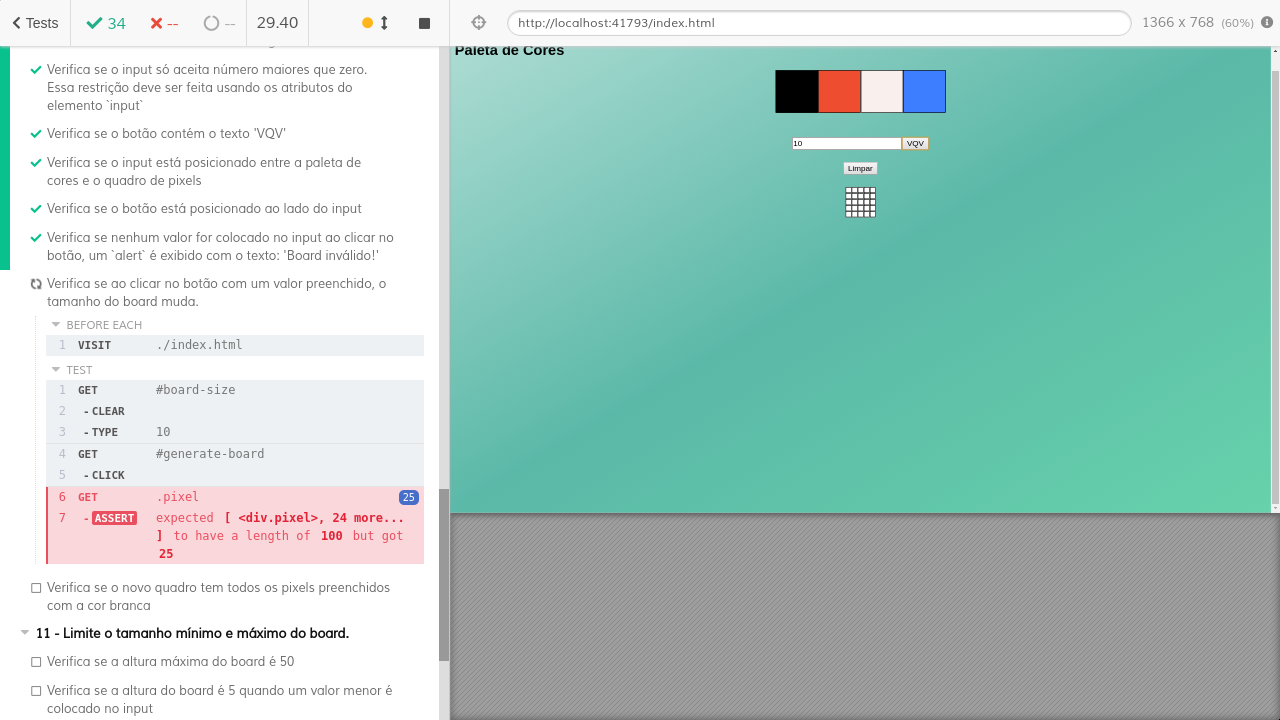 Tests
34
--
--
29.40
Verifica se o input só aceita número maiores que zero.
Essa restrição deve ser feita usando os atributos do
elemento `input`
Verifica se o botão contém o texto 'VQV'
Verifica se o input está posicionado entre a paleta de
cores e o quadro de pixels
Verifica se o botão está posicionado ao lado do input
Verifica se nenhum valor for colocado no input ao clicar no
botão, um `alert` é exibido com o texto: 'Board inválido!'
Verifica se ao clicar no botão com um valor preenchido, o
tamanho do board muda.
BEFORE EACH
1 VISIT ./index.html
TEST
1 GET #board-size
2 -CLEAR
3 -TYPE 10
4 GET #generate-board
5 -CLICK
6 GET .pixel 25
7 -ASSERT expected [ <div.pixel>, 24 more...
] to have a length of 100 but got
25
Verifica se o novo quadro tem todos os pixels preenchidos
com a cor branca
11 - Limite o tamanho mínimo e máximo do board.
Verifica se a altura máxima do board é 50
Verifica se a altura do board é 5 quando um valor menor é
colocado no input
http://localhost:41793/index.html
1366 x 768 (60%)
Paleta de Cores
10 VQV
Limpar